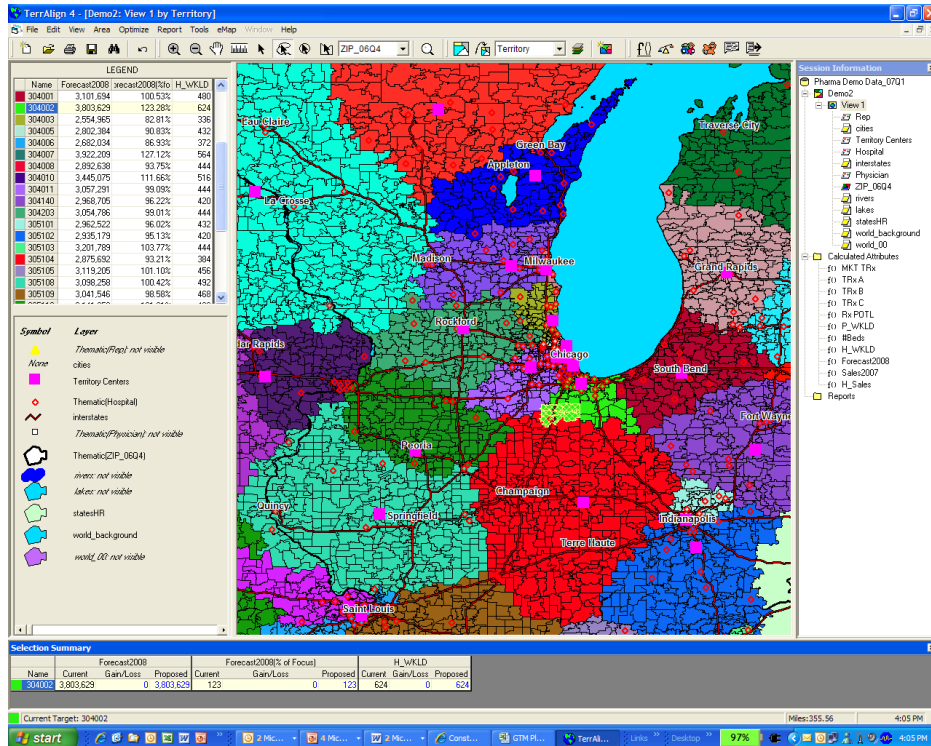 TerrAlign 4 - [Demo2: View 1 by Territory]
File Edit View Area Optimize Report Tools eMap Window Help
ZIP_06Q4 Territory
LEGEND
Name Forecast2008 :recast2008(%fo H_WKLD
304001 3,101,694 100.53% 480
304002 3,803,629 123.28% 624
304003 2,554,965 82.81% 336
304005 2,802,384 90.83% 432
304006 2,682,034 86.93% 372
304007 3,922,209 127.12% 564
304008 2,892,638 93.75% 444
304010 3,445,075 111.66% 516
304011 3,057,291 99.09% 444
304140 2,968,705 96.22% 420
304203 3,054,786 99.01% 444
305101 2,962,522 96.02% 432
305102 2,935,179 95.13% 420
305103 3,201,789 103.77% 444
305104 2,875,692 93.21% 384
305105 3,119,205 101.10% 456
305108 3,098,258 100.42% 492
305109 3,041,546 98.58% 468
Symbol Layer
Thematic(Rep): not visible
None cities
Territory Centers
Thematic(Hospital)
interstates
Thematic(Physician): not visible
Thematic(ZIP_06Q4)
rivers: not visible
lakes: not visible
statesHR
world_background
world_00: not visible
Eau Claire
Green Bay
Traverse City
Appleton
La Crosse
Madison
Milwaukee
Grand Rapids
Rockford
dar Rapids
Chicago
South Bend
Fort Wayne
Peoria
Champaign
Quincy
Springfield
Indianapolis
Terre Haute
Saint Louis
Session Information
Pharma Demo Data_07Q1
Demo2
View 1
Rep
cities
Territory Centers
Hospital
interstates
Physician
ZIP_06Q4
rivers
lakes
statesHR
world_background
world_00
Calculated Attributes
f() MKT TRx
f() TRx A
f() TRx B
f() TRx C
f() Rx POTL
f() P_WKLD
f() #Beds
f() H_WKLD
f() Forecast2008
f() Sales2007
f() H_Sales
Reports
Selection Summary
Forecast2008 Forecast2008(% of Focus) H_WKLD
Name Current Gain/Loss Proposed Current Gain/Loss Proposed Current Gain/Loss Proposed
304002 3,803,629 0 3,803,629 123 0 123 624 0 624
Current Target: 304002 Miles:355.56 4:05 PM
start 2 Mic... 4 Mic... 2 Mic... Const... GTM Pl... TerrAli... Links Desktop 97% 4:05 PM